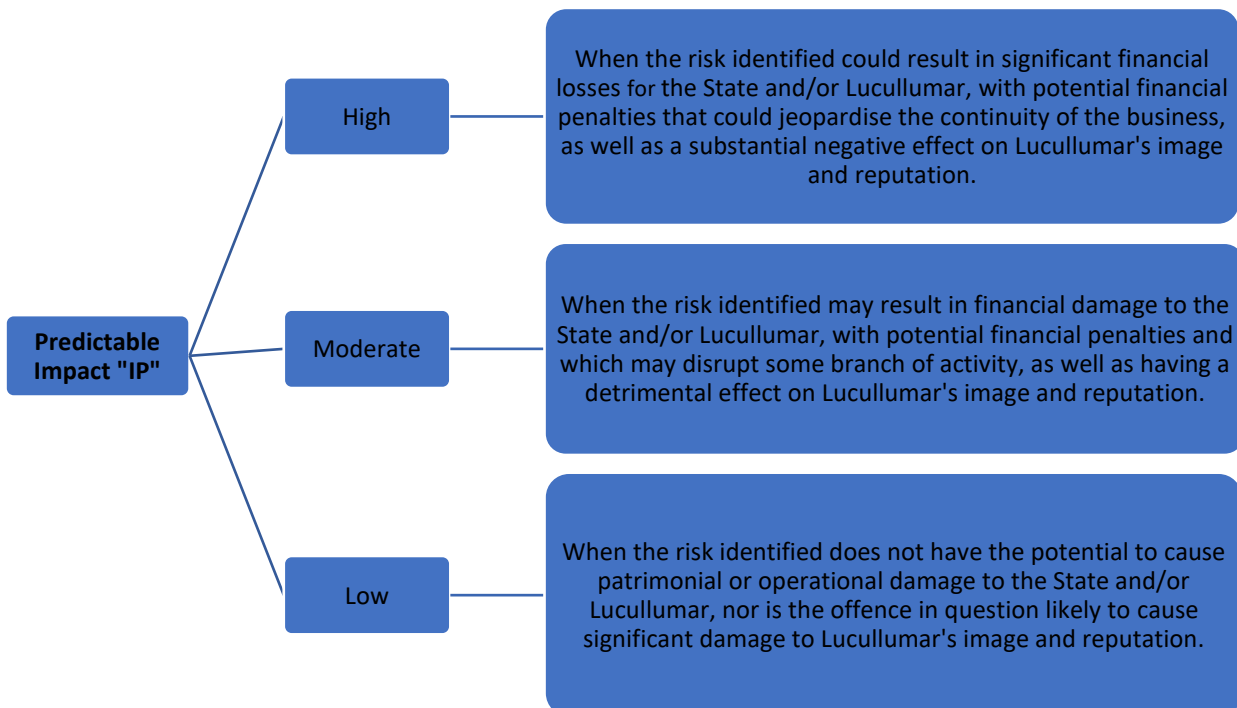 High
When the risk identified could result in significant financial
losses for the State and/or Lucullumar, with potential financial
penalties that could jeopardise the continuity of the business,
as well as a substantial negative effect on Lucullumar's image
and reputation.
Predictable
Impact "IP"
Moderate
When the risk identified may result in financial damage to the
State and/or Lucullumar, with potential financial penalties and
which may disrupt some branch of activity, as well as having a
detrimental effect on Lucullumar's image and reputation.
Low
When the risk identified does not have the potential to cause
patrimonial or operational damage to the State and/or
Lucullumar, nor is the offence in question likely to cause
significant damage to Lucullumar's image and reputation.